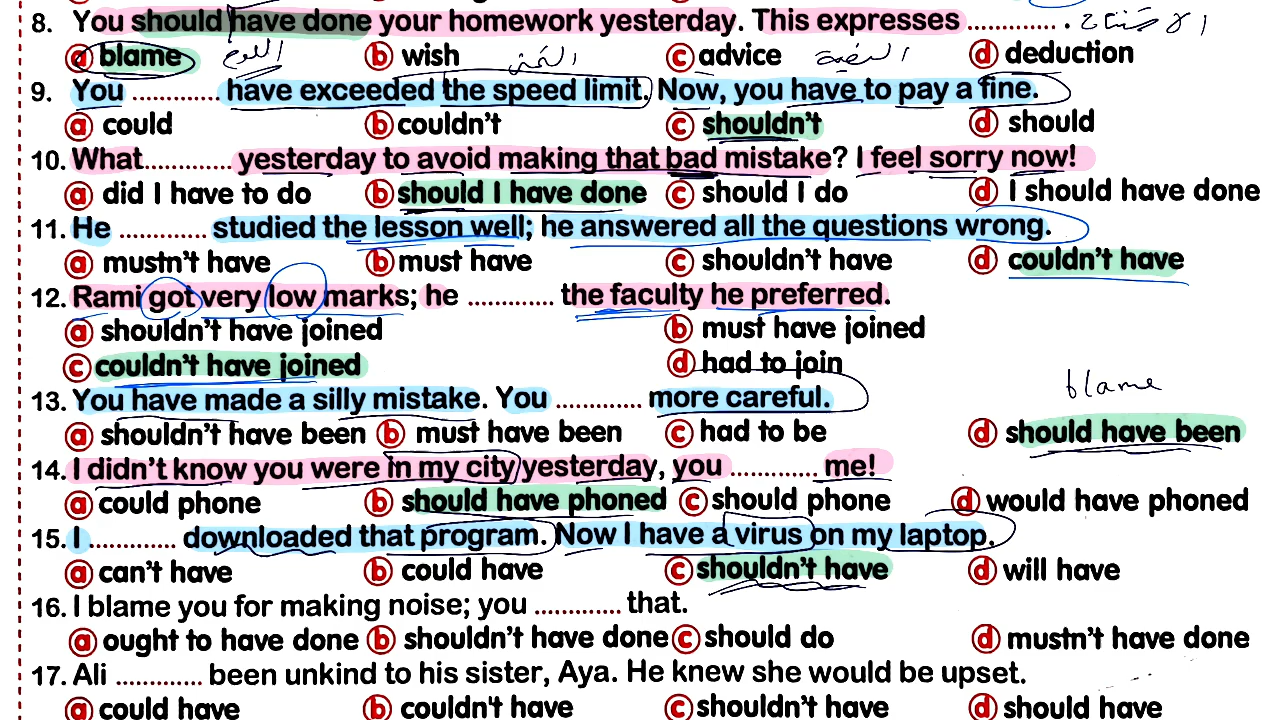 8. You should have done your homework yesterday. This expresses ............. .
ⓐ blame اللوم ⓑ wish التمني ⓒ advice النصيحة ⓓ deduction الاستنتاج
9. You ............ have exceeded the speed limit. Now, you have to pay a fine.
ⓐ could ⓑ couldn't ⓒ shouldn't ⓓ should
10. What............ yesterday to avoid making that bad mistake? I feel sorry now!
ⓐ did I have to do ⓑ should I have done ⓒ should I do ⓓ I should have done
11. He ............ studied the lesson well; he answered all the questions wrong.
ⓐ mustn't have ⓑ must have ⓒ shouldn't have ⓓ couldn't have
12. Rami got very low marks; he ............ the faculty he preferred.
ⓐ shouldn't have joined ⓑ must have joined
ⓒ couldn't have joined ⓓ had to join
13. You have made a silly mistake. You ............ more careful. blame
ⓐ shouldn't have been ⓑ must have been ⓒ had to be ⓓ should have been
14. I didn't know you were in my city yesterday, you ............ me!
ⓐ could phone ⓑ should have phoned ⓒ should phone ⓓ would have phoned
15. I ............ downloaded that program. Now I have a virus on my laptop.
ⓐ can't have ⓑ could have ⓒ shouldn't have ⓓ will have
16. I blame you for making noise; you ............ that.
ⓐ ought to have done ⓑ shouldn't have done ⓒ should do ⓓ mustn't have done
17. Ali ............ been unkind to his sister, Aya. He knew she would be upset.
ⓐ could have ⓑ couldn't have ⓒ shouldn't have ⓓ should have